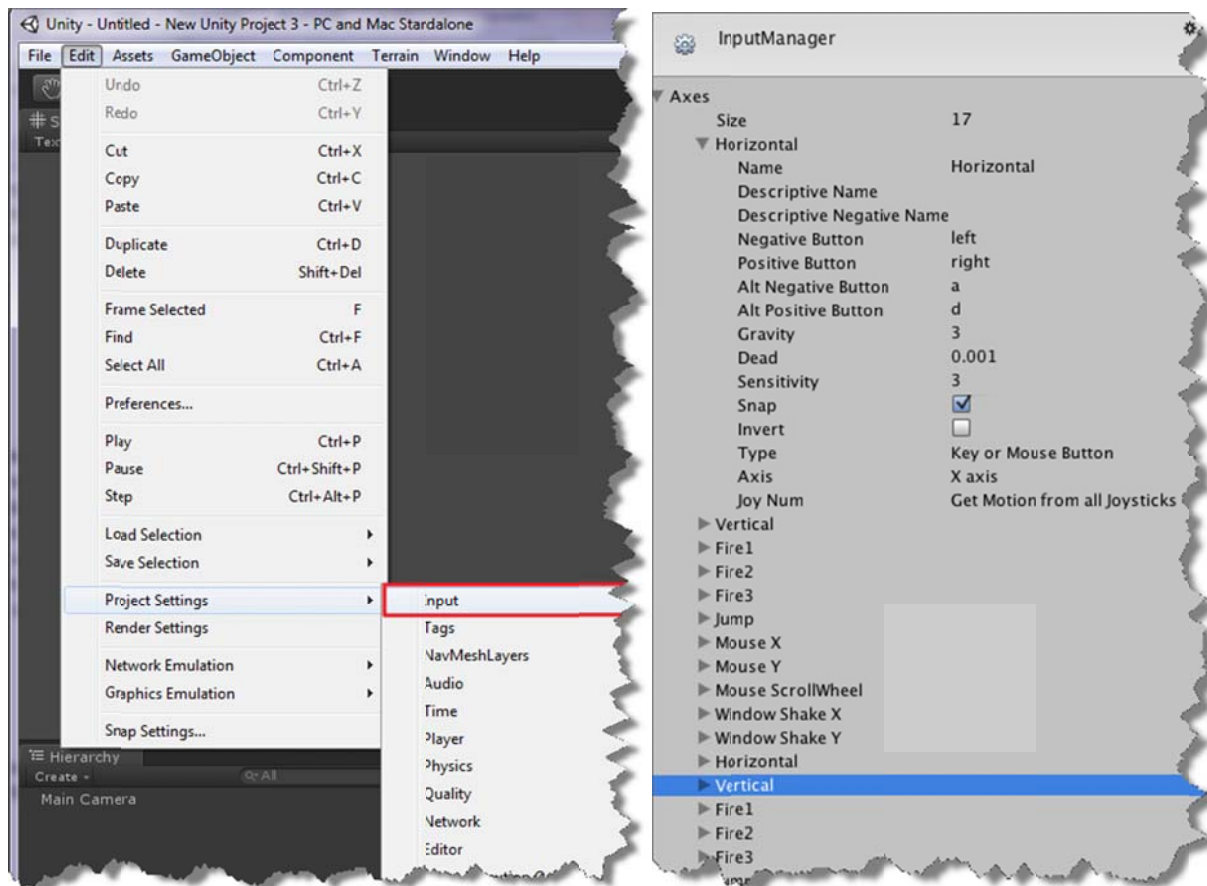 Unity - Untitled - New Unity Project 3 - PC and Mac Stardalone
File Edit Assets GameObject Component Terrain Window Help
Undo Ctrl+Z
Redo Ctrl+Y
Cut Ctrl+X
Copy Ctrl+C
Paste Ctrl+V
Duplicate Ctrl+D
Delete Shift+Del
Frame Selected F
Find Ctrl+F
Select All Ctrl+A
Preferences...
Play Ctrl+P
Pause Ctrl+Shift+P
Step Ctrl+Alt+P
Load Selection
Save Selection
Project Settings
Render Settings
Network Emulation
Graphics Emulation
Snap Settings...
Input
Tags
NavMeshLayers
Audio
Time
Player
Physics
Quality
Network
Editor
Hierarchy
Create All
Main Camera
InputManager
Axes
Size 17
Horizontal
Name Horizontal
Descriptive Name
Descriptive Negative Name
Negative Button left
Positive Button right
Alt Negative Button a
Alt Positive Button d
Gravity 3
Dead 0.001
Sensitivity 3
Snap
Invert
Type Key or Mouse Button
Axis X axis
Joy Num Get Motion from all Joysticks
Vertical
Fire1
Fire2
Fire3
Jump
Mouse X
Mouse Y
Mouse ScrollWheel
Window Shake X
Window Shake Y
Horizontal
Vertical
Fire1
Fire2
Fire3